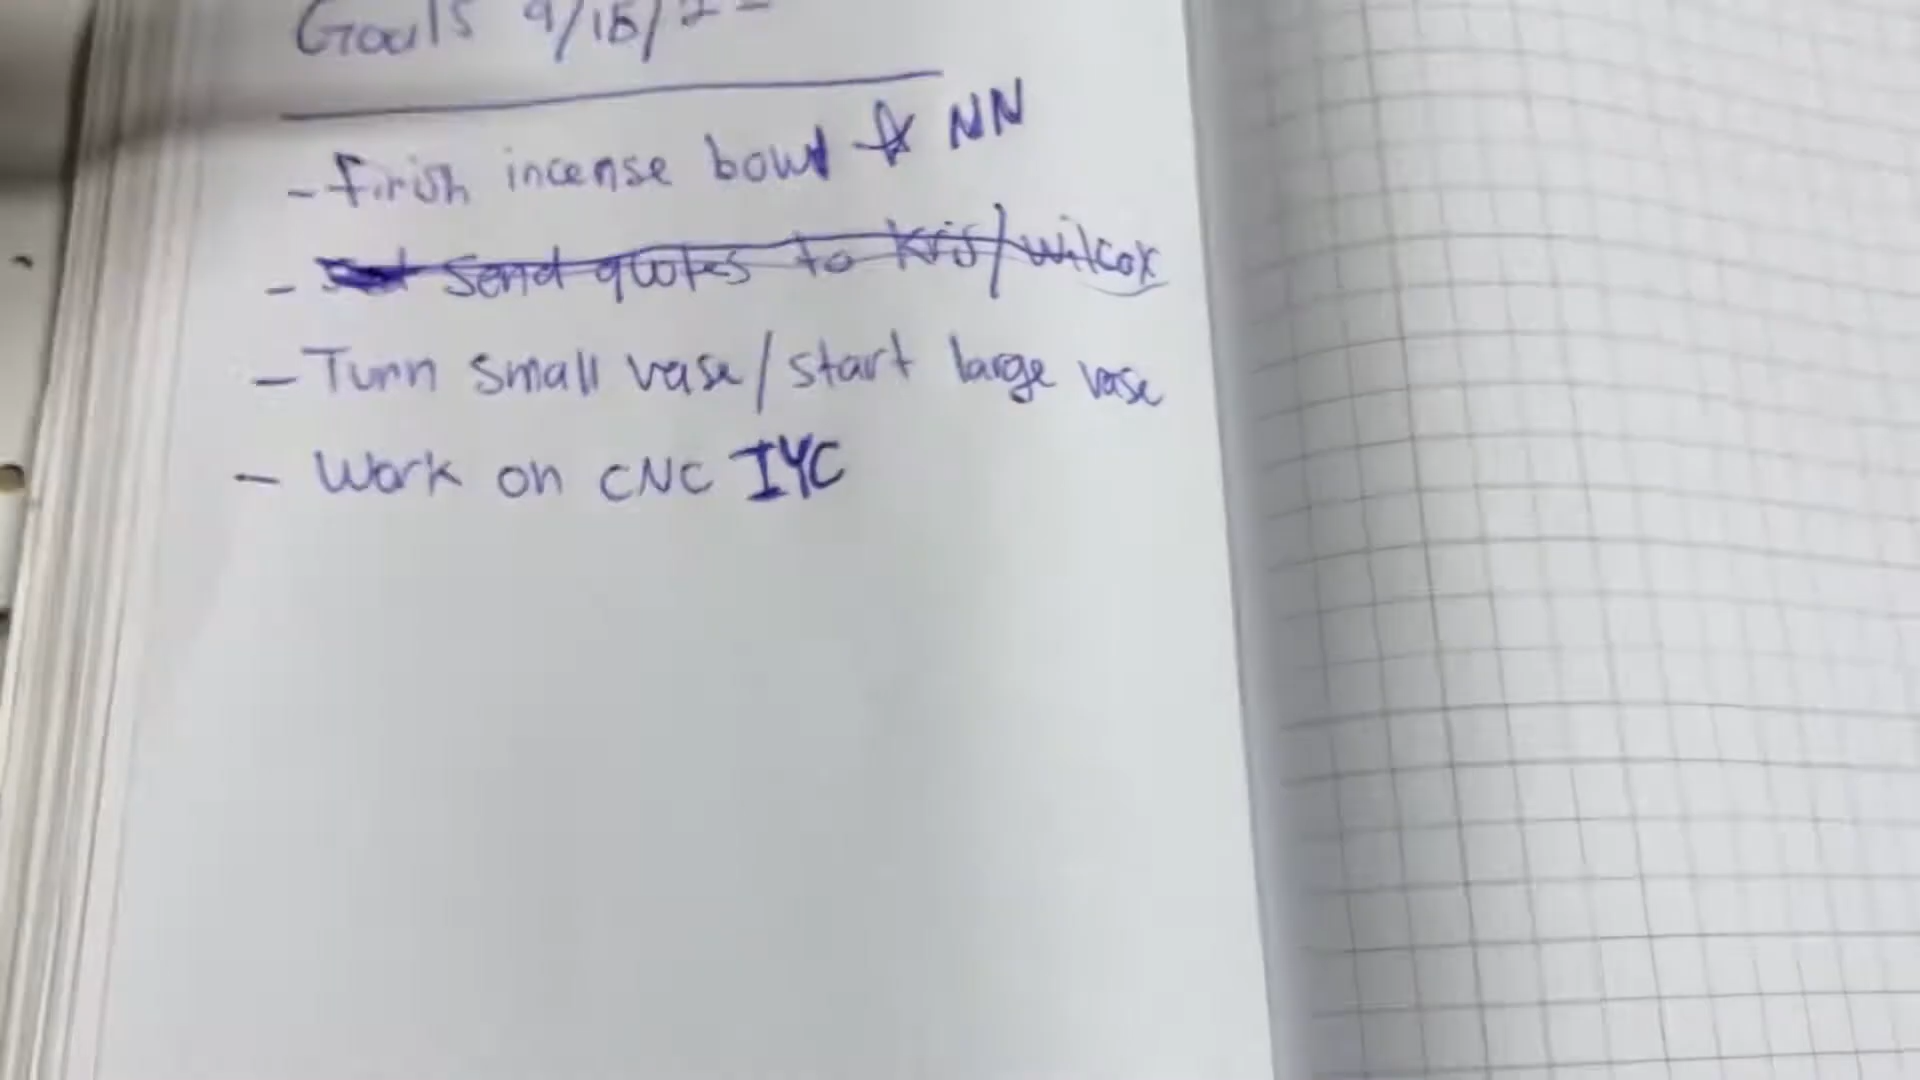 Goals 9/15/2
- Finish incense bowl ☆ NN
- Send quotes to Kris/Wilcox
- Turn small vase/start large vase
- Work on CNC IYC